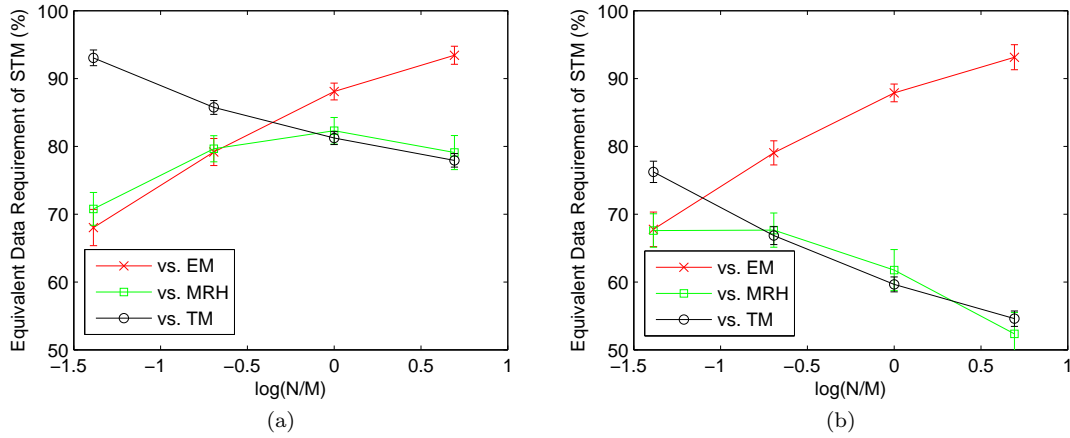 Equivalent Data Requirement of STM (%)
100
90
80
70
60
50
vs. EM
vs. MRH
vs. TM
−1.5
−1
−0.5
0
0.5
1
log(N/M)
(a)
Equivalent Data Requirement of STM (%)
100
90
80
70
60
50
vs. EM
vs. MRH
vs. TM
−1.5
−1
−0.5
0
0.5
1
log(N/M)
(b)